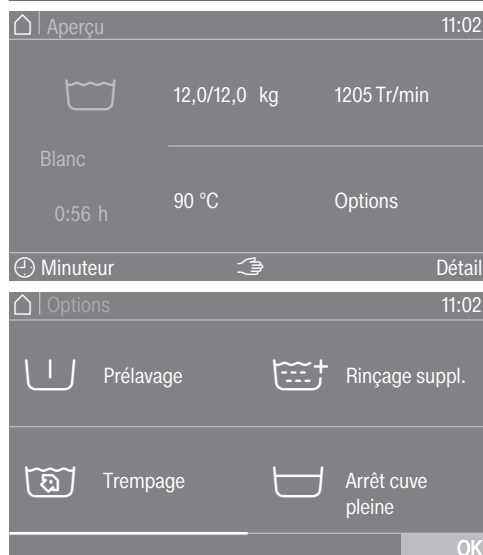 Aperçu 11:02
12,0/12,0 kg 1205 Tr/min
Blanc
90 °C Options
0:56 h
Minuteur Détail
Options 11:02
Prélavage Rinçage suppl.
Trempage Arrêt cuve
pleine
OK